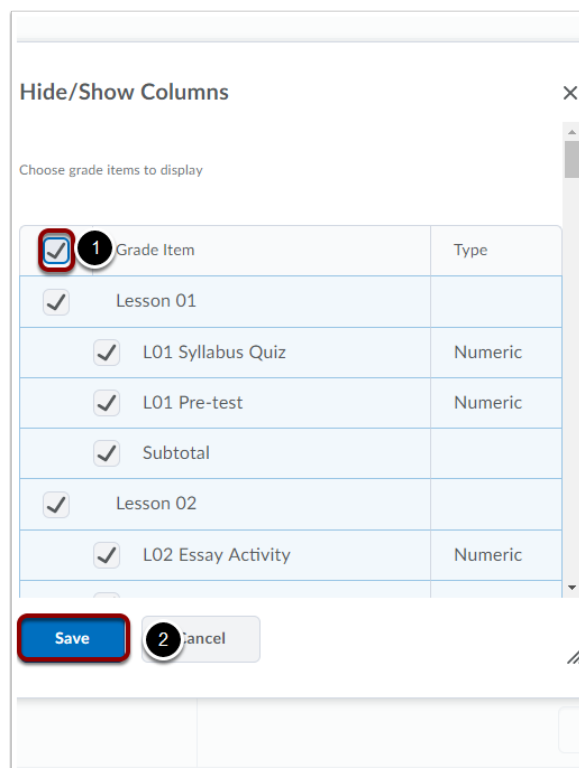 Hide/Show Columns
Choose grade items to display
1 Grade Item Type
Lesson 01
L01 Syllabus Quiz Numeric
L01 Pre-test Numeric
Subtotal
Lesson 02
L02 Essay Activity Numeric
Save 2 Cancel